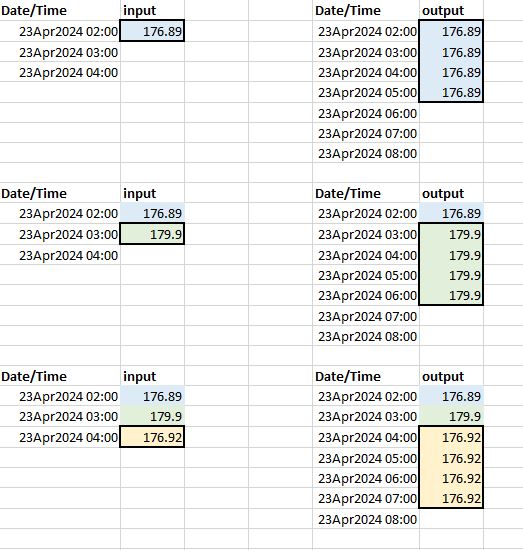 Date/Time input Date/Time output
23Apr2024 02:00 176.89 23Apr2024 02:00 176.89
23Apr2024 03:00 23Apr2024 03:00 176.89
23Apr2024 04:00 23Apr2024 04:00 176.89
23Apr2024 05:00 176.89
23Apr2024 06:00
23Apr2024 07:00
23Apr2024 08:00
Date/Time input Date/Time output
23Apr2024 02:00 176.89 23Apr2024 02:00 176.89
23Apr2024 03:00 179.9 23Apr2024 03:00 179.9
23Apr2024 04:00 23Apr2024 04:00 179.9
23Apr2024 05:00 179.9
23Apr2024 06:00 179.9
23Apr2024 07:00
23Apr2024 08:00
Date/Time input Date/Time output
23Apr2024 02:00 176.89 23Apr2024 02:00 176.89
23Apr2024 03:00 179.9 23Apr2024 03:00 179.9
23Apr2024 04:00 176.92 23Apr2024 04:00 176.92
23Apr2024 05:00 176.92
23Apr2024 06:00 176.92
23Apr2024 07:00 176.92
23Apr2024 08:00